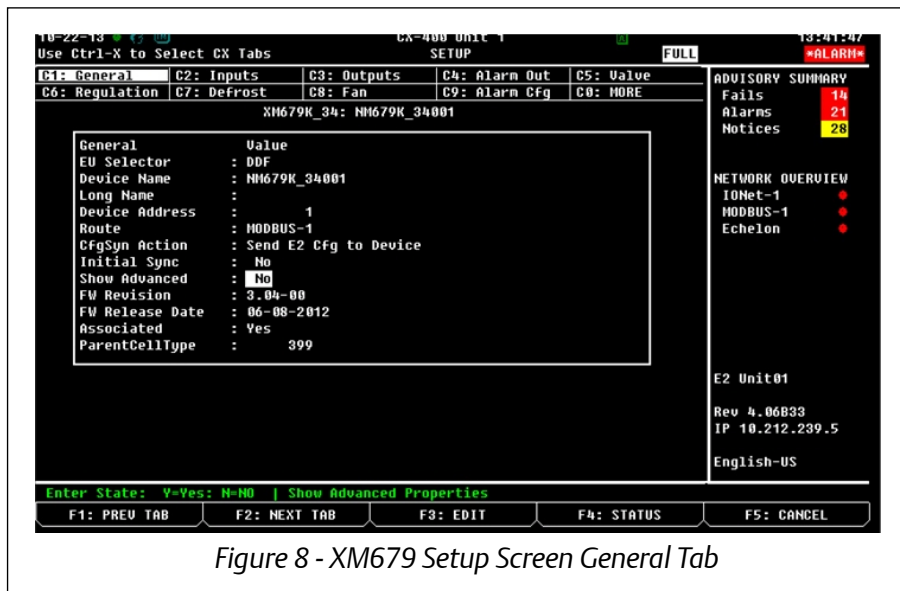 10-22-13 CX-400 Unit 1 13:41:47
Use Ctrl-X to Select CX Tabs SETUP FULL *ALARM*
C1: General C2: Inputs C3: Outputs C4: Alarm Out C5: Valve
C6: Regulation C7: Defrost C8: Fan C9: Alarm Cfg C0: MORE
XM679K_34: NM679K_34001
General Value
EU Selector : DDF
Device Name : NM679K_34001
Long Name :
Device Address : 1
Route : MODBUS-1
CfgSyn Action : Send E2 Cfg to Device
Initial Sync : No
Show Advanced : No
FW Revision : 3.04-00
FW Release Date : 06-08-2012
Associated : Yes
ParentCellType : 399
ADVISORY SUMMARY
Fails 14
Alarms 21
Notices 28
NETWORK OVERVIEW
IONet-1
MODBUS-1
Echelon
E2 Unit01
Rev 4.06B33
IP 10.212.239.5
English-US
Enter State: Y=Yes: N=NO | Show Advanced Properties
F1: PREV TAB F2: NEXT TAB F3: EDIT F4: STATUS F5: CANCEL
Figure 8 - XM679 Setup Screen General Tab